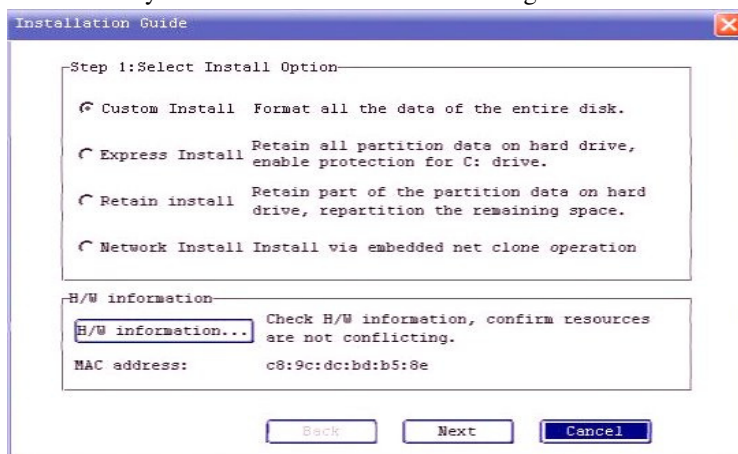 Installation Guide
Step 1:Select Install Option
Custom Install Format all the data of the entire disk.
Express Install Retain all partition data on hard drive,
enable protection for C: drive.
Retain install Retain part of the partition data on hard
drive, repartition the remaining space.
Network Install Install via embedded net clone operation
H/W information
H/W information... Check H/W information, confirm resources
are not conflicting.
MAC address: c8:9c:dc:bd:b5:8e
Back Next Cancel